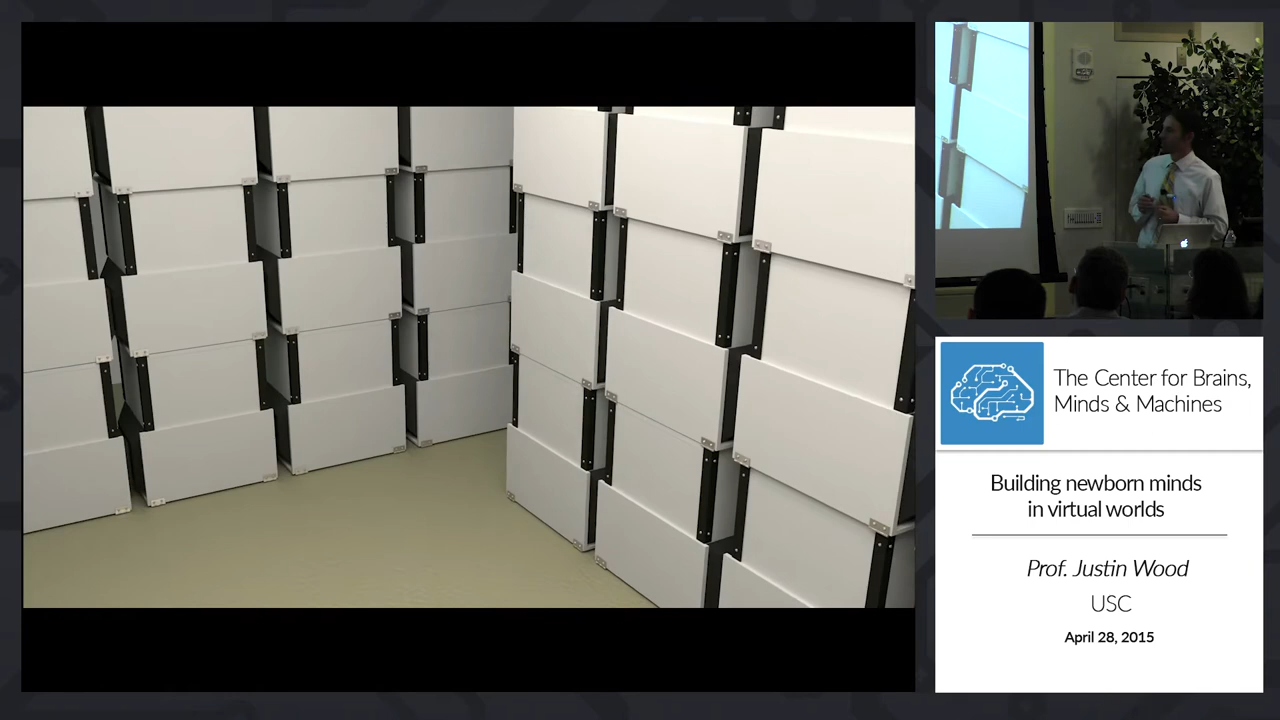 The Center for Brains,
Minds & Machines
Building newborn minds
in virtual worlds
Prof. Justin Wood
USC
April 28, 2015